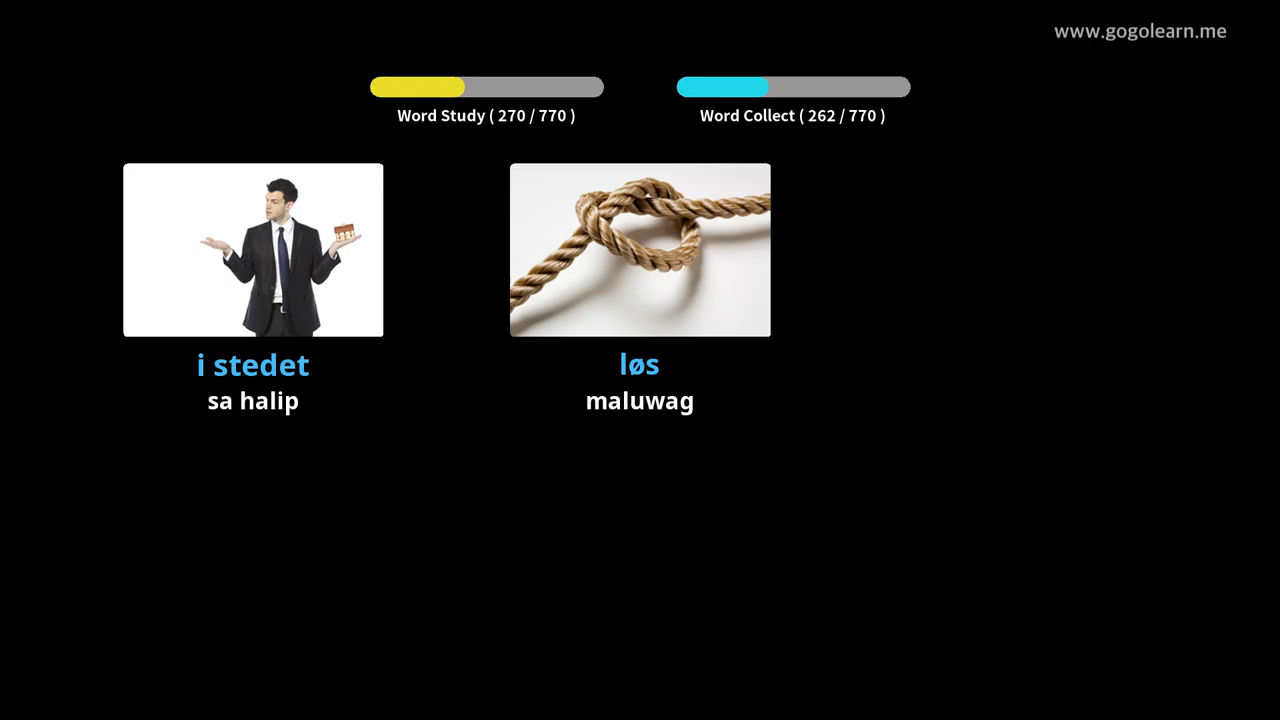 www.gogolearn.me
Word Study ( 270 / 770 )
Word Collect ( 262 / 770 )
i stedet
sa halip
løs
maluwag